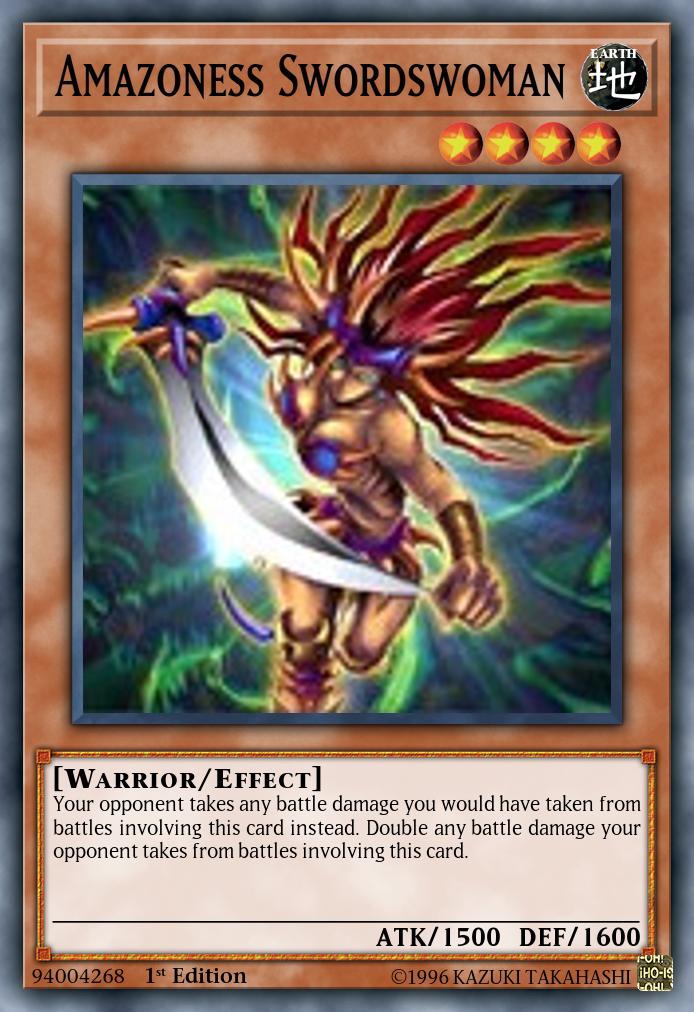 AMAZONESS SWORDSWOMAN
EARTH
地
[WARRIOR/EFFECT]
Your opponent takes any battle damage you would have taken from
battles involving this card instead. Double any battle damage your
opponent takes from battles involving this card.
ATK/1500 DEF/1600
94004268 1st Edition ©1996 KAZUKI TAKAHASHI